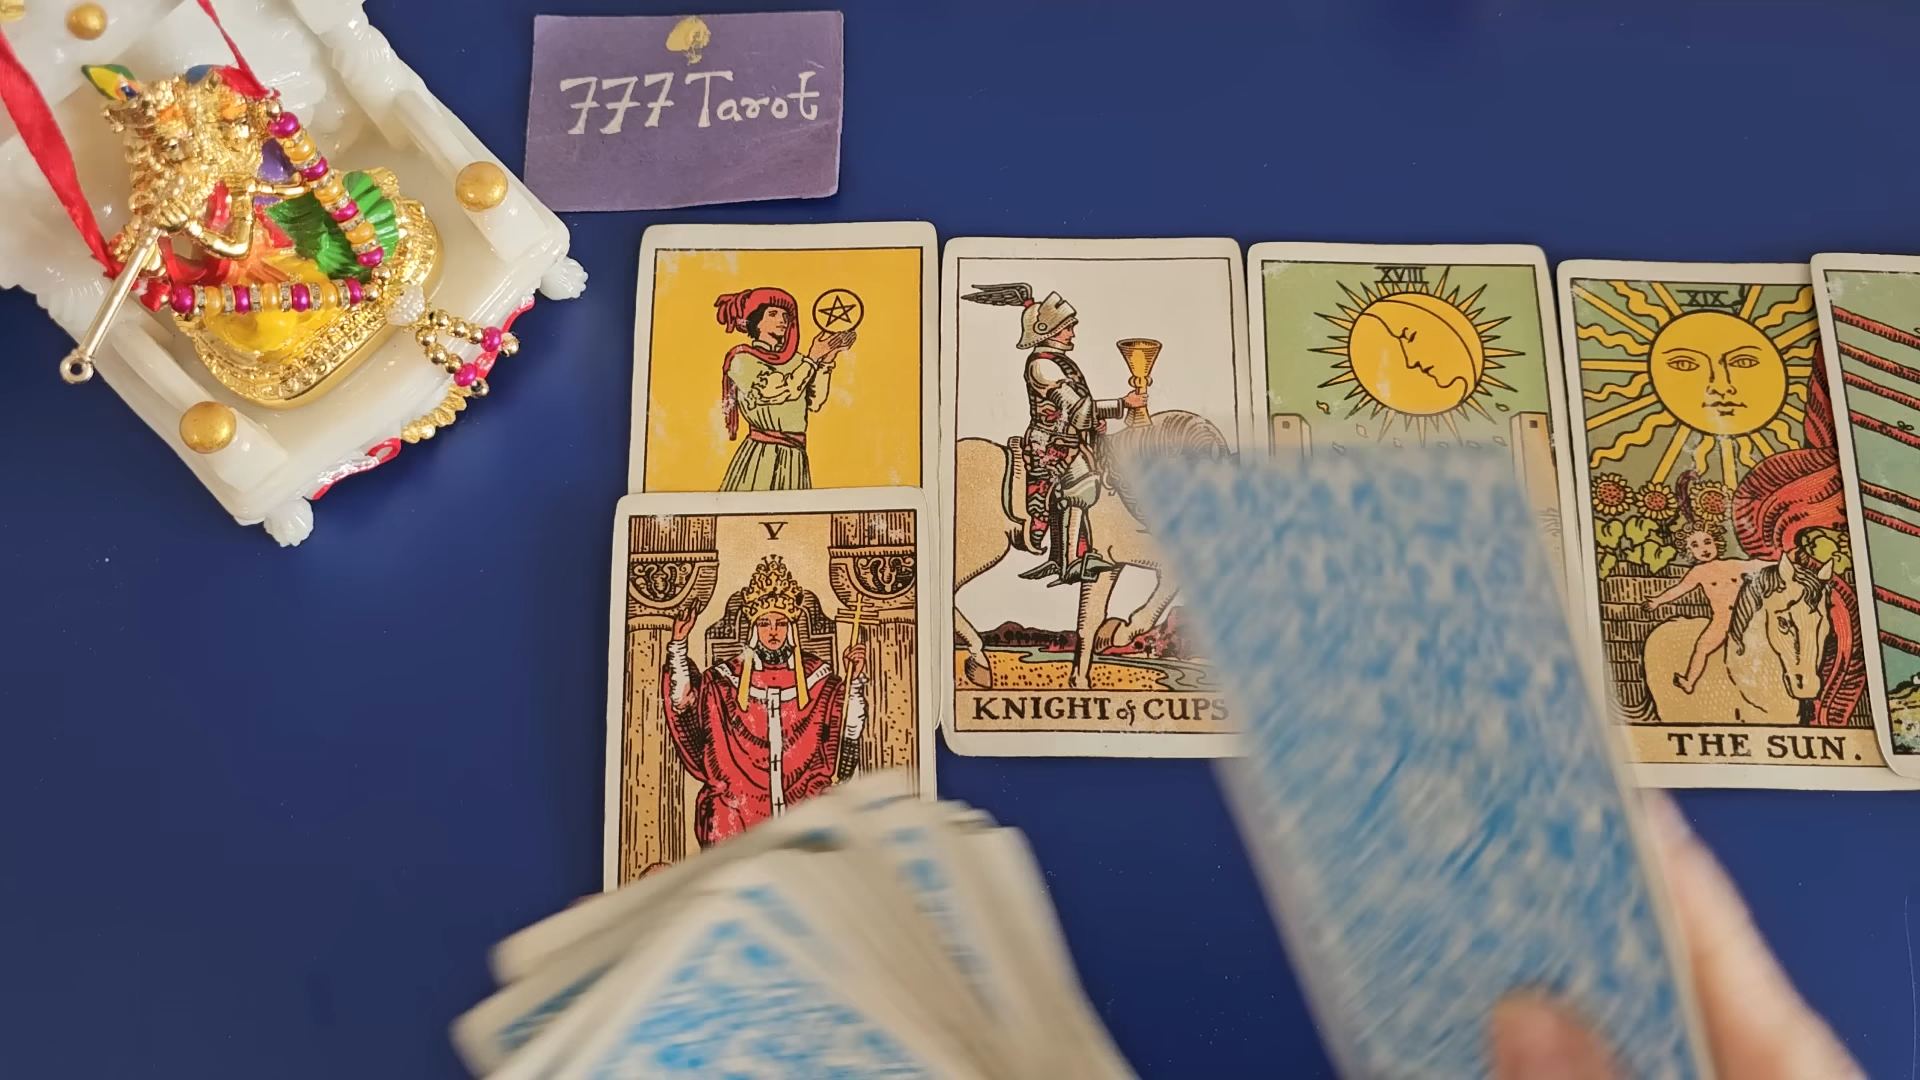 777 Tarot
XVIII
XIX
V
KNIGHT of CUPS
THE SUN.